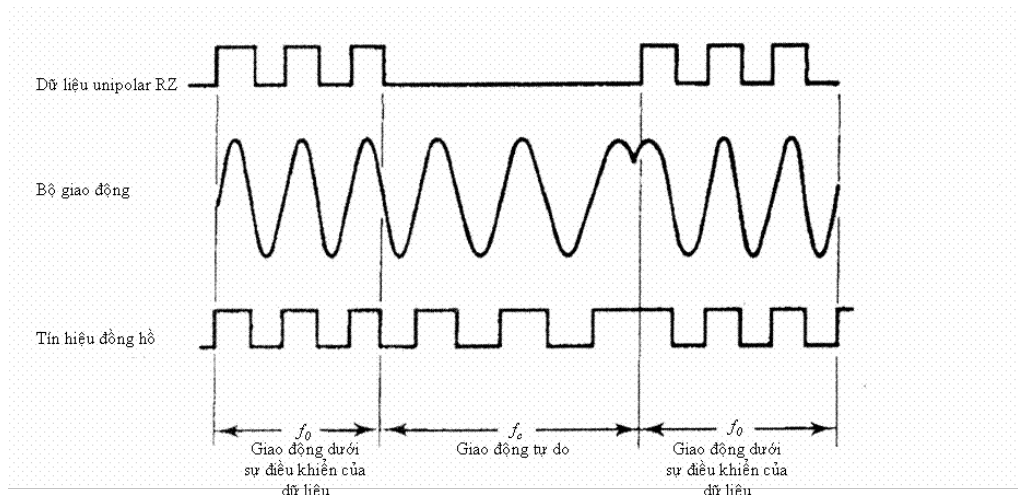 Dữ liệu unipolar RZ
Bộ giao động
Tín hiệu đồng hồ
f0
fc
f0
Giao động dưới
sự điều khiển của
dữ liệu
Giao động tự do
Giao động dưới
sự điều khiển của
dữ liệu